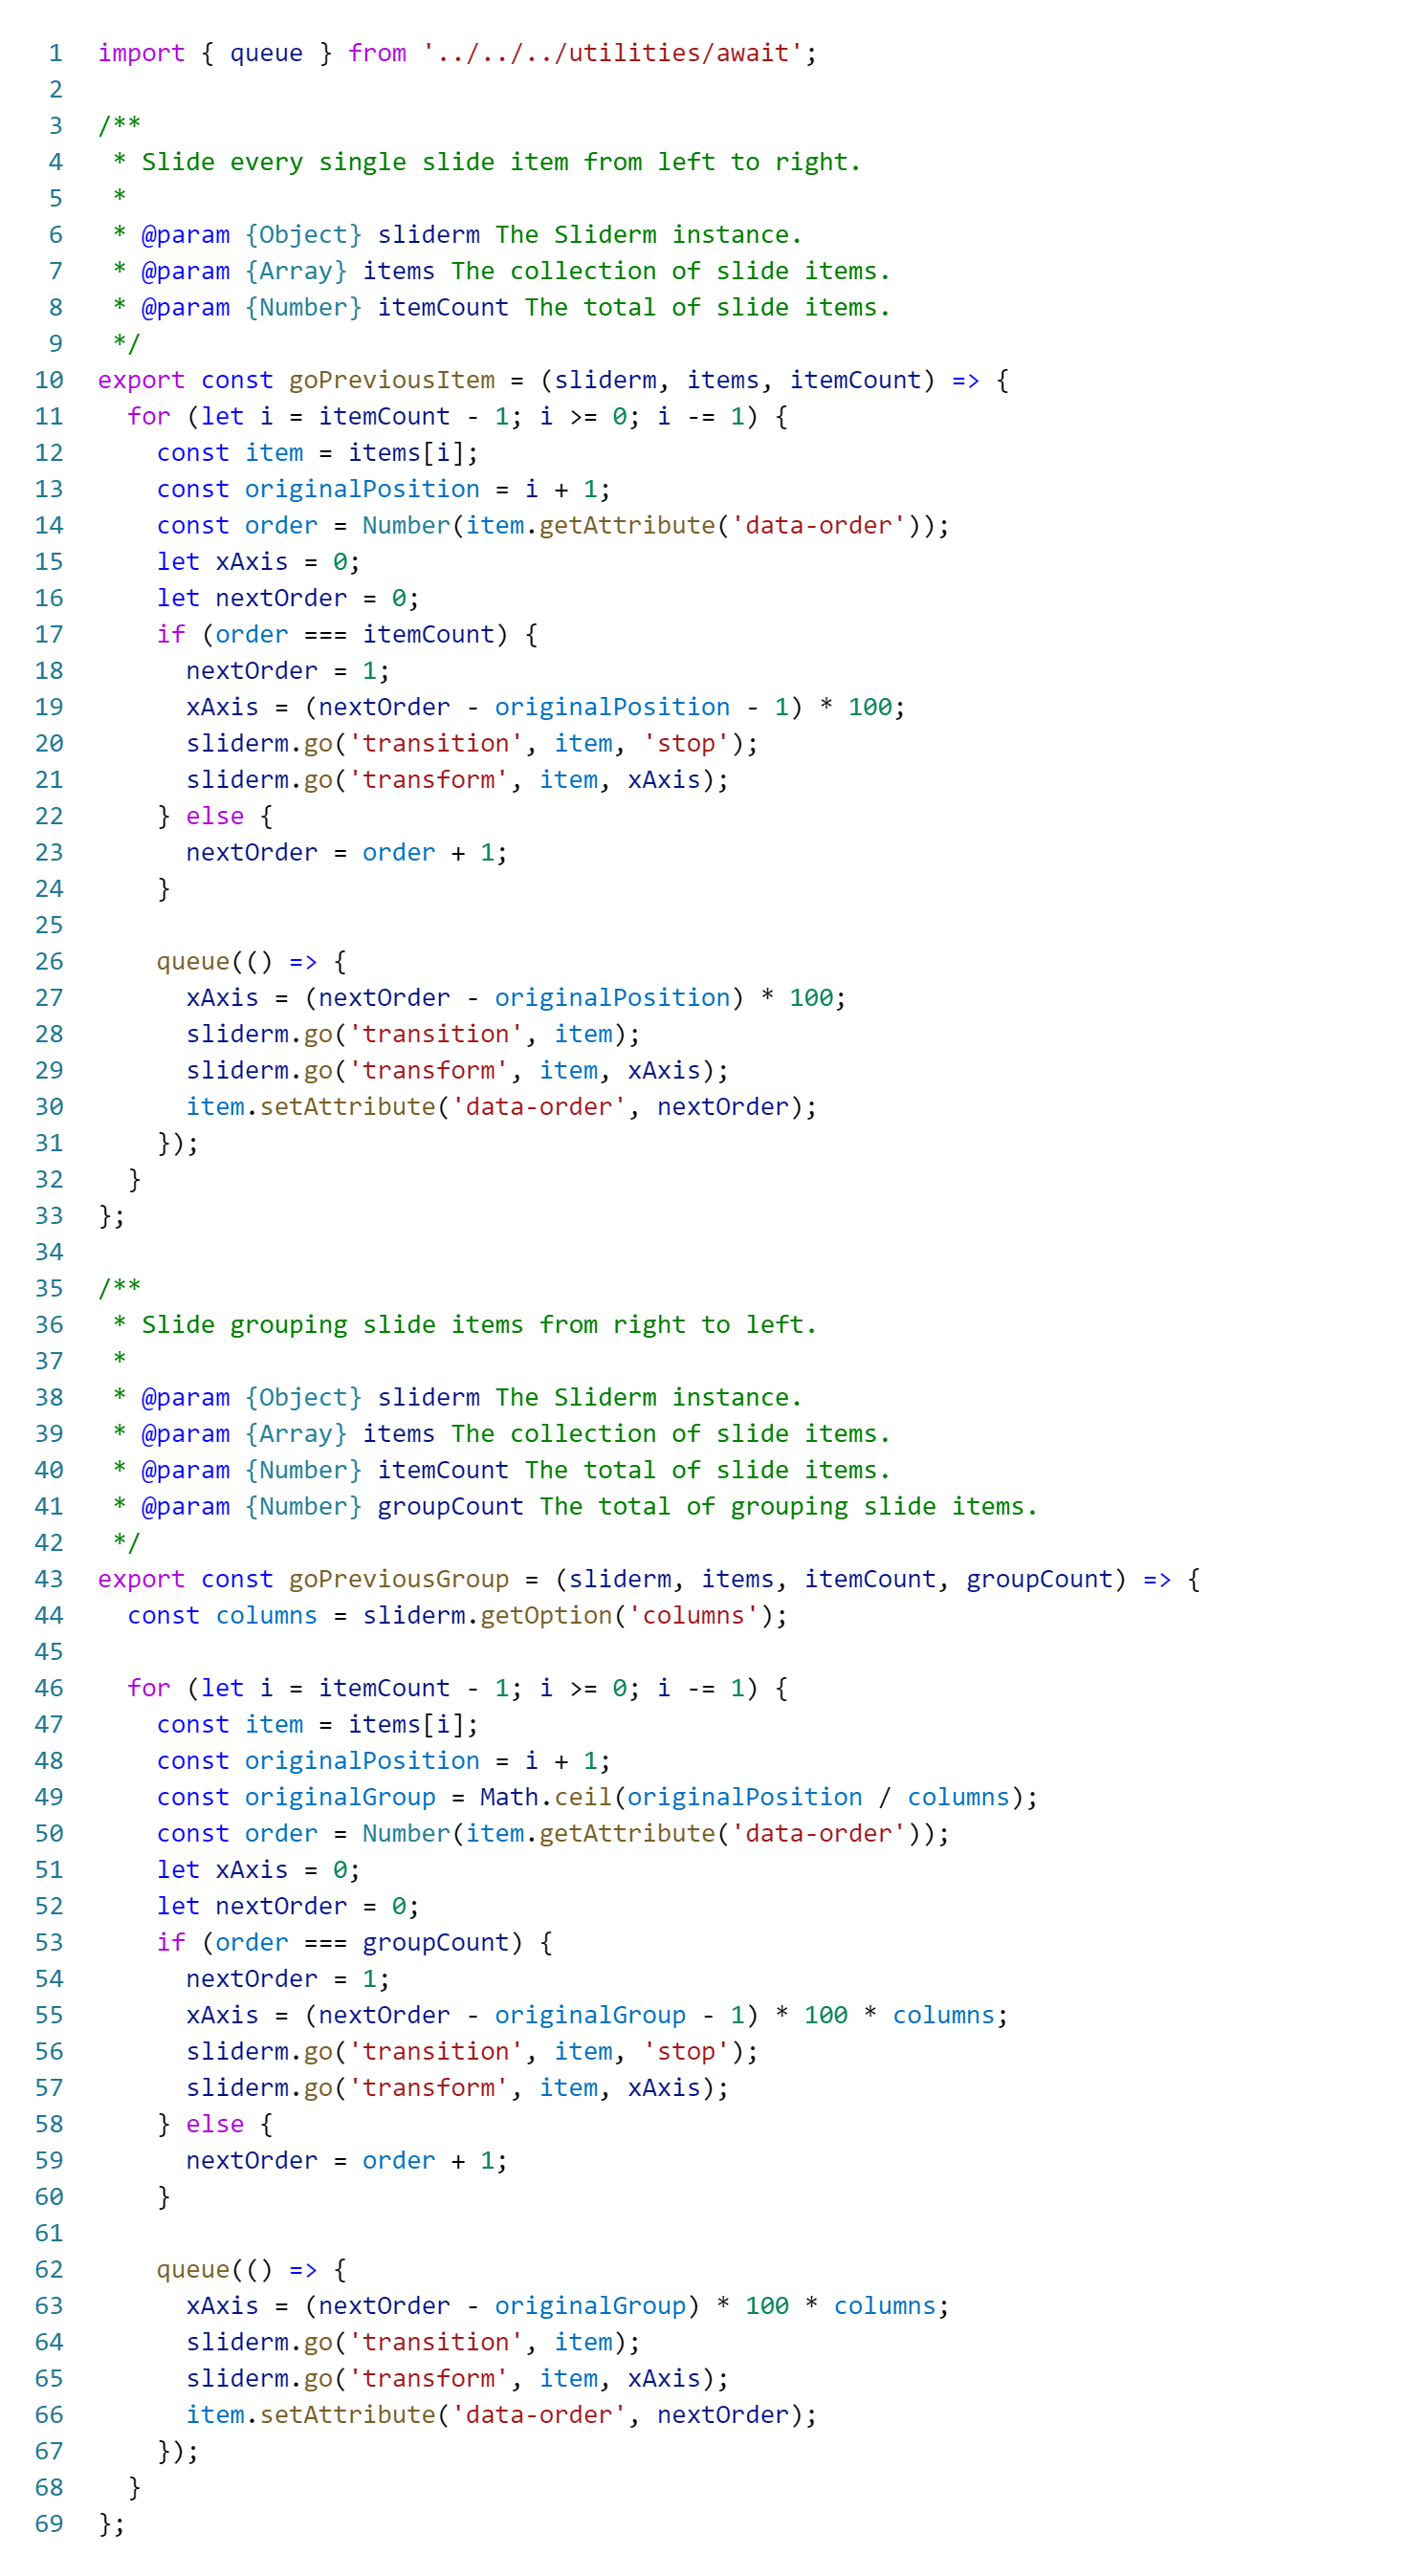 1 import { queue } from '../../../utilities/await';
2
3 /**
4  * Slide every single slide item from left to right.
5  *
6  * @param {Object} sliderm The Sliderm instance.
7  * @param {Array} items The collection of slide items.
8  * @param {Number} itemCount The total of slide items.
9  */
10 export const goPreviousItem = (sliderm, items, itemCount) => {
11   for (let i = itemCount - 1; i >= 0; i -= 1) {
12     const item = items[i];
13     const originalPosition = i + 1;
14     const order = Number(item.getAttribute('data-order'));
15     let xAxis = 0;
16     let nextOrder = 0;
17     if (order === itemCount) {
18       nextOrder = 1;
19       xAxis = (nextOrder - originalPosition - 1) * 100;
20       sliderm.go('transition', item, 'stop');
21       sliderm.go('transform', item, xAxis);
22     } else {
23       nextOrder = order + 1;
24     }
25
26     queue(() => {
27       xAxis = (nextOrder - originalPosition) * 100;
28       sliderm.go('transition', item);
29       sliderm.go('transform', item, xAxis);
30       item.setAttribute('data-order', nextOrder);
31     });
32   }
33 };
34
35 /**
36  * Slide grouping slide items from right to left.
37  *
38  * @param {Object} sliderm The Sliderm instance.
39  * @param {Array} items The collection of slide items.
40  * @param {Number} itemCount The total of slide items.
41  * @param {Number} groupCount The total of grouping slide items.
42  */
43 export const goPreviousGroup = (sliderm, items, itemCount, groupCount) => {
44   const columns = sliderm.getOption('columns');
45
46   for (let i = itemCount - 1; i >= 0; i -= 1) {
47     const item = items[i];
48     const originalPosition = i + 1;
49     const originalGroup = Math.ceil(originalPosition / columns);
50     const order = Number(item.getAttribute('data-order'));
51     let xAxis = 0;
52     let nextOrder = 0;
53     if (order === groupCount) {
54       nextOrder = 1;
55       xAxis = (nextOrder - originalGroup - 1) * 100 * columns;
56       sliderm.go('transition', item, 'stop');
57       sliderm.go('transform', item, xAxis);
58     } else {
59       nextOrder = order + 1;
60     }
61
62     queue(() => {
63       xAxis = (nextOrder - originalGroup) * 100 * columns;
64       sliderm.go('transition', item);
65       sliderm.go('transform', item, xAxis);
66       item.setAttribute('data-order', nextOrder);
67     });
68   }
69 };